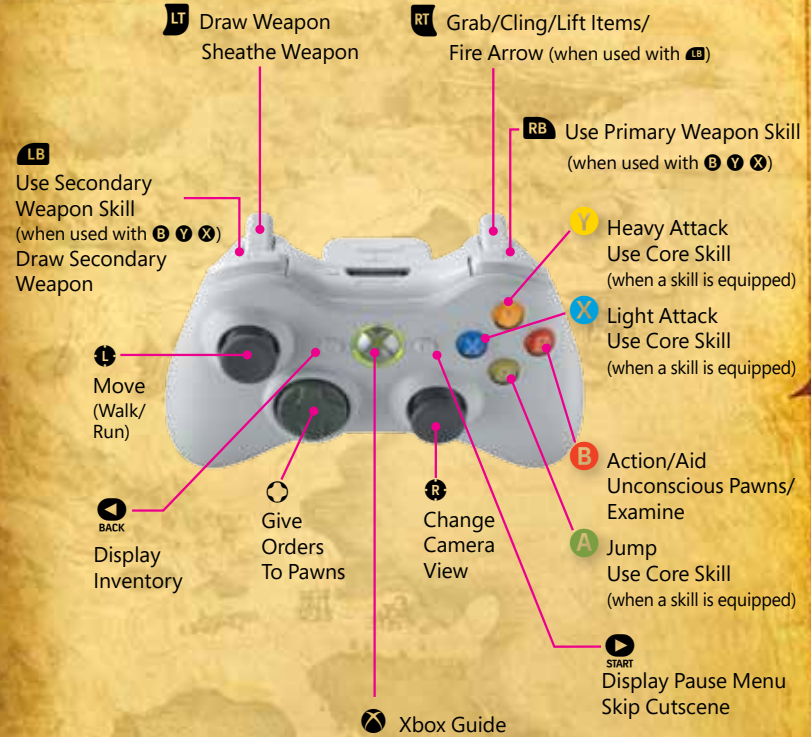 LT Draw Weapon
Sheathe Weapon
RT Grab/Cling/Lift Items/
Fire Arrow (when used with LB)
LB
Use Secondary
Weapon Skill
(when used with B Y X)
Draw Secondary
Weapon
RB Use Primary Weapon Skill
(when used with B Y X)
Y Heavy Attack
Use Core Skill
(when a skill is equipped)
X Light Attack
Use Core Skill
(when a skill is equipped)
L
Move
(Walk/
Run)
B Action/Aid
Unconscious Pawns/
Examine
A Jump
Use Core Skill
(when a skill is equipped)
BACK
Display
Inventory
Give
Orders
To Pawns
R
Change
Camera
View
START
Display Pause Menu
Skip Cutscene
Xbox Guide